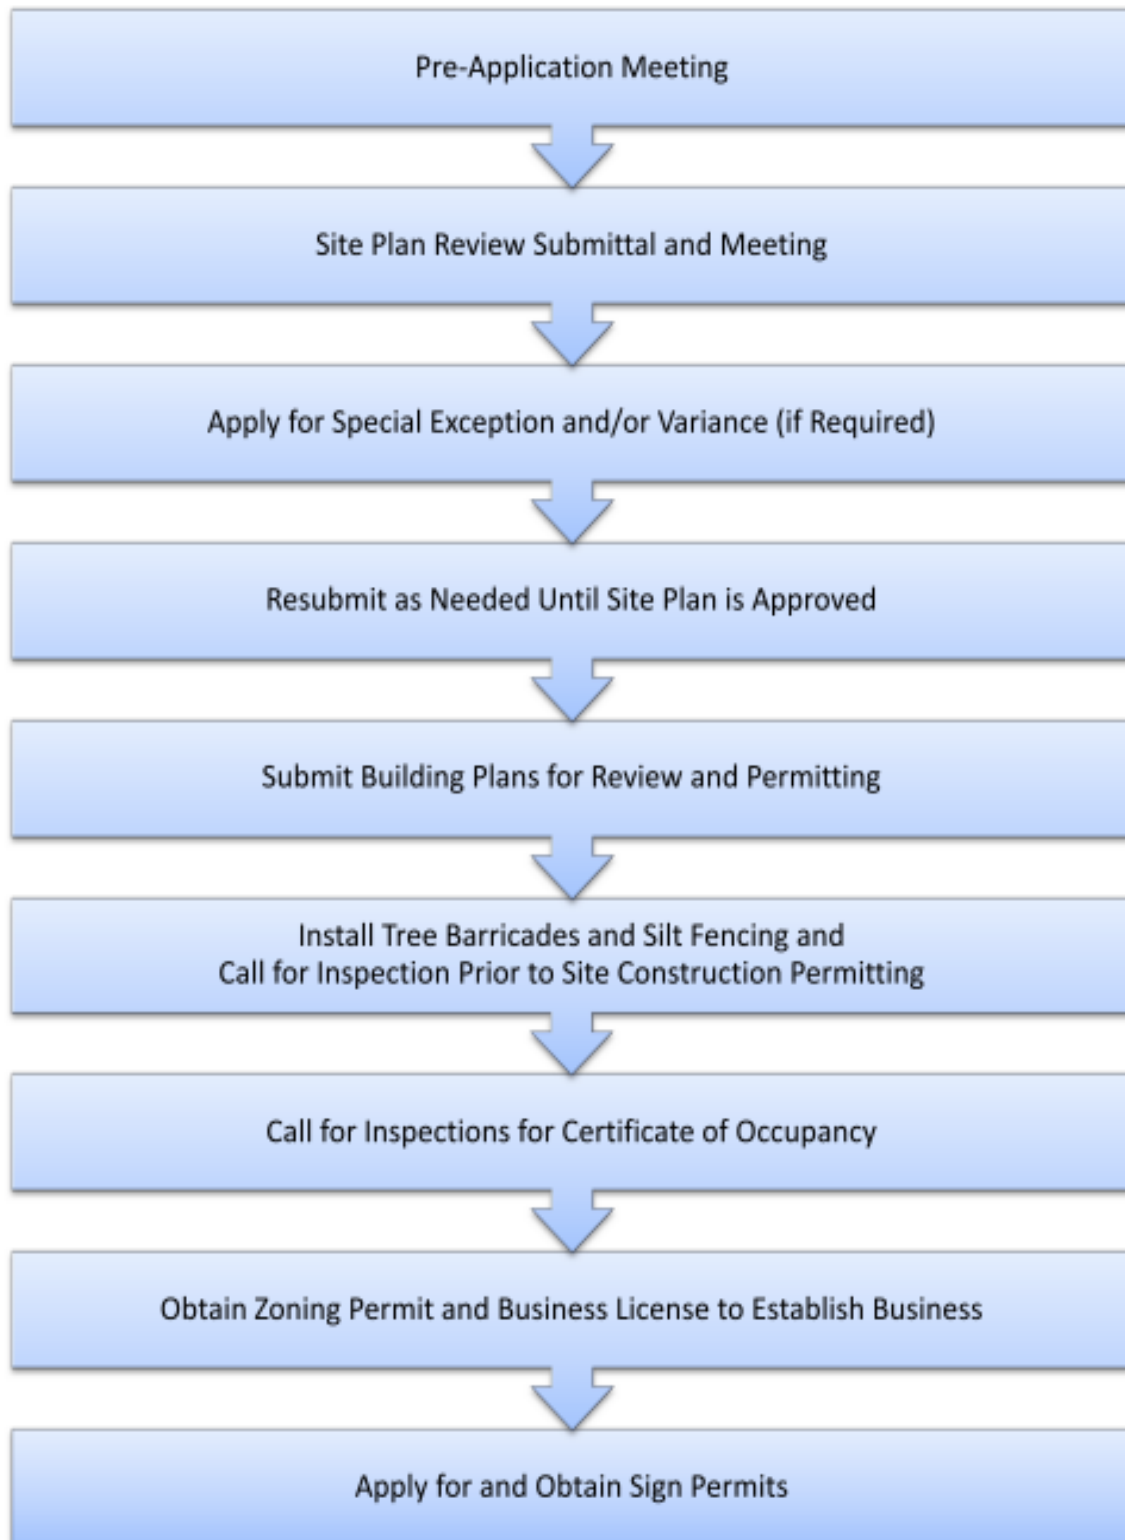 Pre-Application Meeting
Site Plan Review Submittal and Meeting
Apply for Special Exception and/or Variance (if Required)
Resubmit as Needed Until Site Plan is Approved
Submit Building Plans for Review and Permitting
Install Tree Barricades and Silt Fencing and
Call for Inspection Prior to Site Construction Permitting
Call for Inspections for Certificate of Occupancy
Obtain Zoning Permit and Business License to Establish Business
Apply for and Obtain Sign Permits